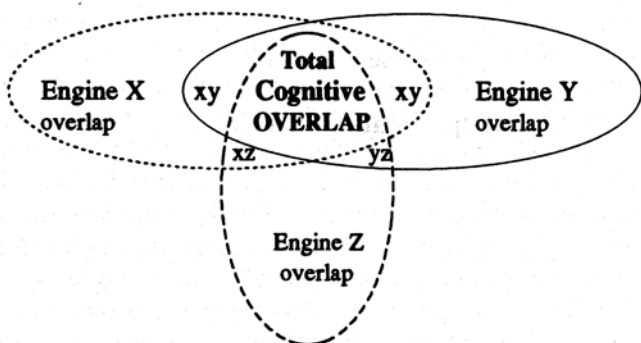 Total
Engine X xy Cognitive xy Engine Y
overlap OVERLAP overlap
xz yz
Engine Z
overlap